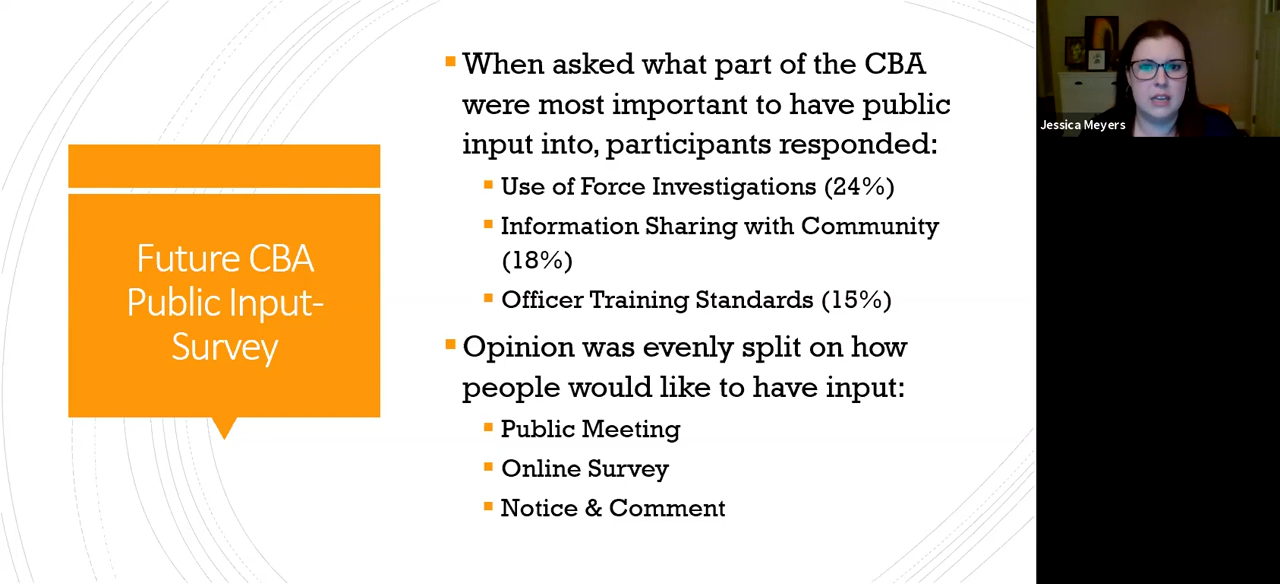 Future CBA
Public Input-
Survey
When asked what part of the CBA
were most important to have public
input into, participants responded:
Use of Force Investigations (24%)
Information Sharing with Community
(18%)
Officer Training Standards (15%)
Opinion was evenly split on how
people would like to have input:
Public Meeting
Online Survey
Notice & Comment
Jessica Meyers